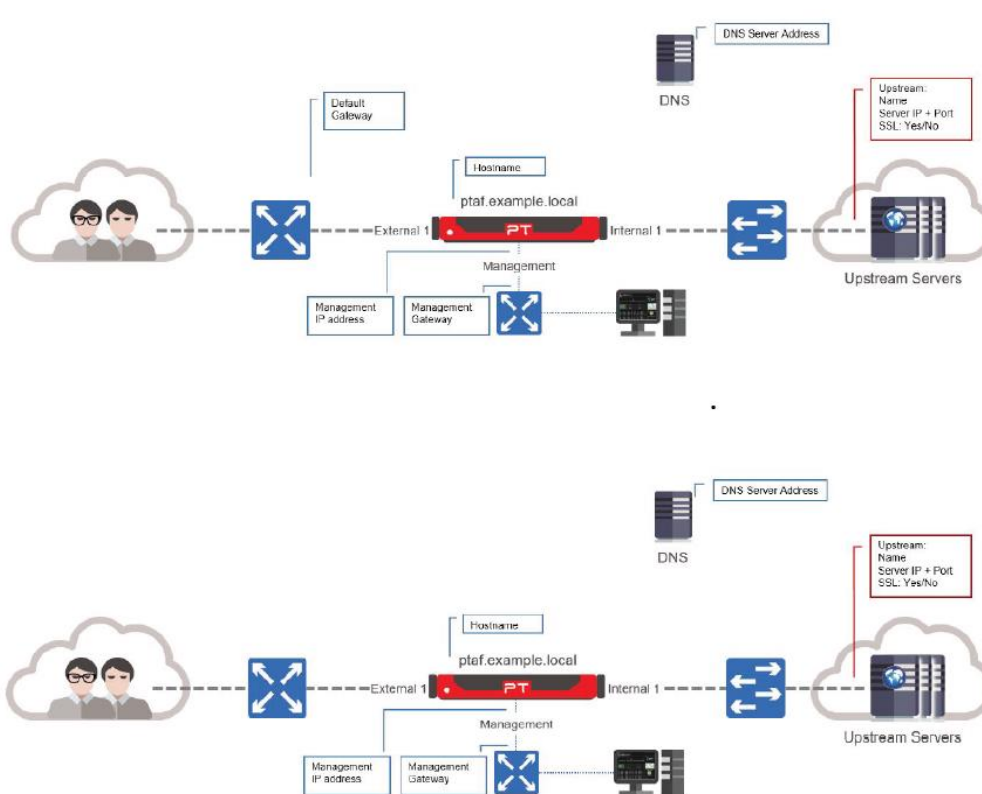 DNS Server Address
DNS
Upstream:
Name
Server IP + Port
SSL: Yes/No
Default
Gateway
Hostname
ptaf.example.local
External 1
PT
Internal 1
Management
Upstream Servers
Management
IP address
Management
Gateway
DNS Server Address
DNS
Upstream:
Name
Server IP + Port
SSL: Yes/No
Hostname
ptaf.example.local
External 1
PT
Internal 1
Management
Upstream Servers
Management
IP address
Management
Gateway